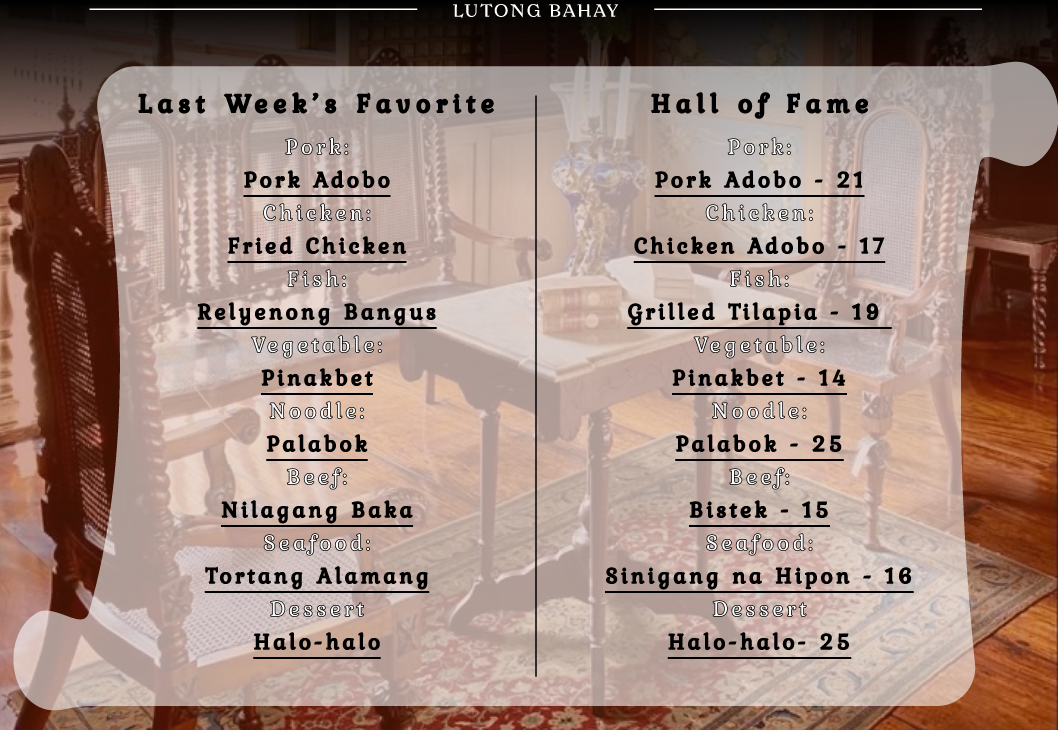 LUTONG BAHAY
Last Week's Favorite
Pork:
Pork Adobo
Chicken:
Fried Chicken
Fish:
Relyenong Bangus
Vegetable:
Pinakbet
Noodle:
Palabok
Beef:
Nilagang Baka
Seafood:
Tortang Alamang
Dessert
Halo-halo
Hall of Fame
Pork:
Pork Adobo - 21
Chicken:
Chicken Adobo - 17
Fish:
Grilled Tilapia - 19
Vegetable:
Pinakbet - 14
Noodle:
Palabok - 25
Beef:
Bistek - 15
Seafood:
Sinigang na Hipon - 16
Dessert
Halo-halo- 25